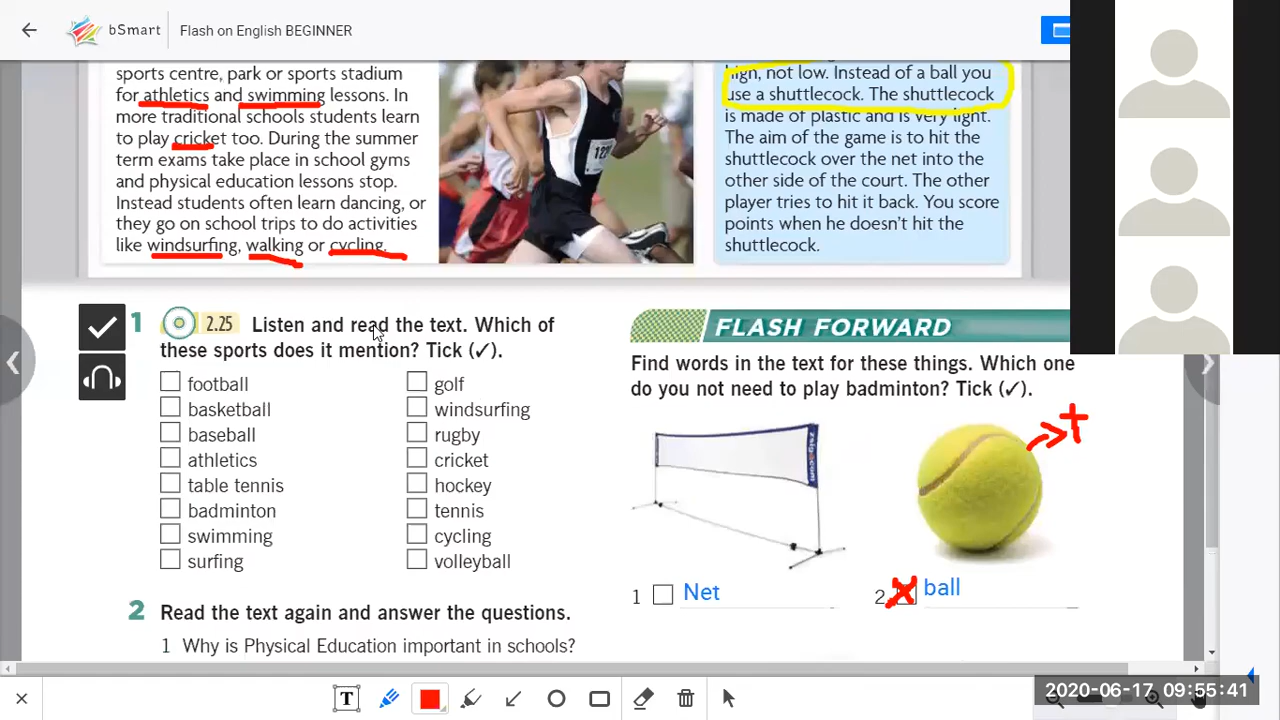 bSmart
Flash on English BEGINNER
sports centre, park or sports stadium
for athletics and swimming lessons. In
more traditional schools students learn
to play cricket too. During the summer
term exams take place in school gyms
and physical education lessons stop.
Instead students often learn dancing, or
they go on school trips to do activities
like windsurfing, walking or cycling.
high, not low. Instead of a ball you
use a shuttlecock. The shuttlecock
is made of plastic and is very light.
The aim of the game is to hit the
shuttlecock over the net into the
other side of the court. The other
player tries to hit it back. You score
points when he doesn't hit the
shuttlecock.
1 2.25 Listen and read the text. Which of
these sports does it mention? Tick (✓).
football
basketball
baseball
athletics
table tennis
badminton
swimming
surfing
golf
windsurfing
rugby
cricket
hockey
tennis
cycling
volleyball
2 Read the text again and answer the questions.
1 Why is Physical Education important in schools?
FLASH FORWARD
Find words in the text for these things. Which one
do you not need to play badminton? Tick (✓).
1 Net
2 ball
T
2020-06-17 09:55:41